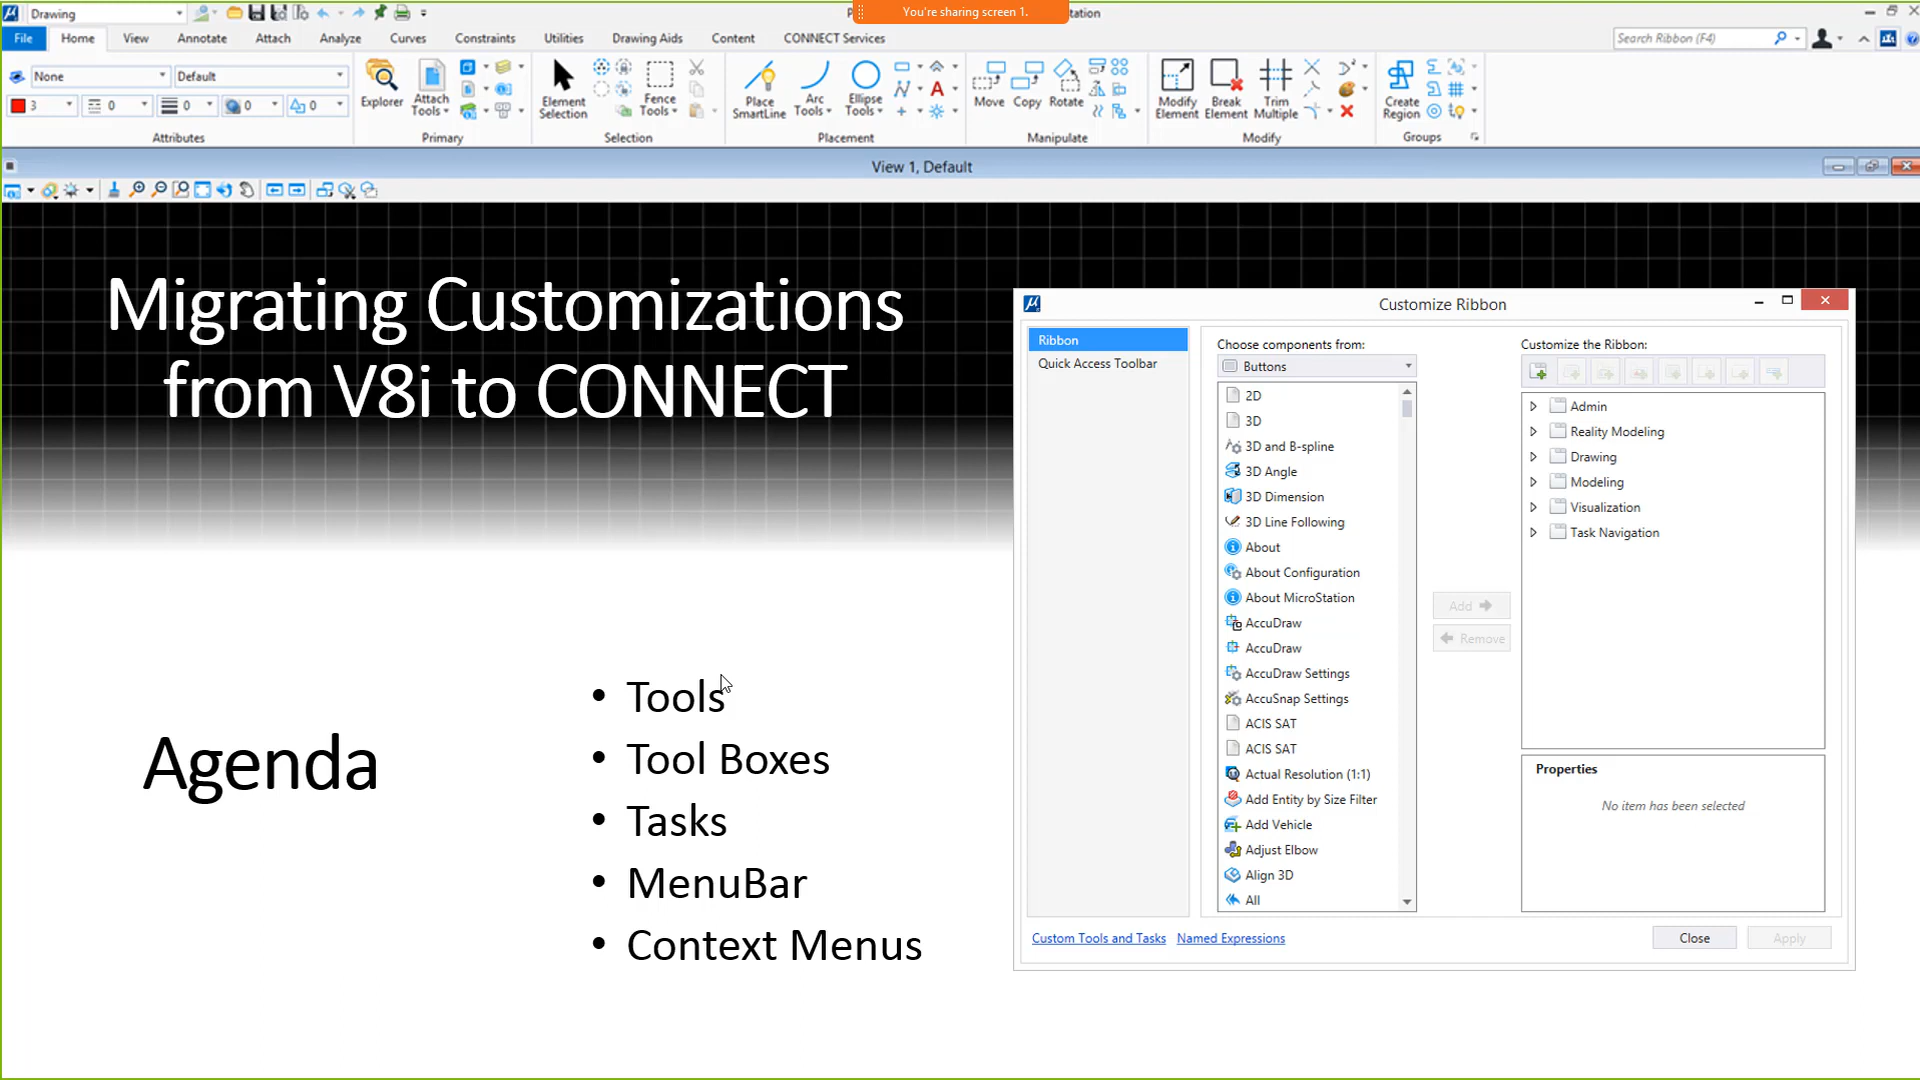 Drawing
You're sharing screen 1.
File
Home
View
Annotate
Attach
Analyze
Curves
Constraints
Utilities
Drawing Aids
Content
CONNECT Services
Search Ribbon (F4)
None
Default
3
0
0
0
0
Attributes
Explorer
Attach
Tools
Primary
Element
Selection
Fence
Tools
Selection
Place
SmartLine
Arc
Tools
Ellipse
Tools
Placement
Move
Copy
Rotate
Manipulate
Modify
Element
Break
Element
Trim
Multiple
Modify
Create
Region
Groups
View 1, Default
Migrating Customizations
from V8i to CONNECT
Agenda
• Tools
• Tool Boxes
• Tasks
• MenuBar
• Context Menus
Customize Ribbon
Ribbon
Quick Access Toolbar
Choose components from:
Buttons
2D
3D
3D and B-spline
3D Angle
3D Dimension
3D Line Following
About
About Configuration
About MicroStation
AccuDraw
AccuDraw
AccuDraw Settings
AccuSnap Settings
ACIS SAT
ACIS SAT
Actual Resolution (1:1)
Add Entity by Size Filter
Add Vehicle
Adjust Elbow
Align 3D
All
Add
Remove
Customize the Ribbon:
Admin
Reality Modeling
Drawing
Modeling
Visualization
Task Navigation
Properties
No item has been selected
Custom Tools and Tasks
Named Expressions
Close
Apply